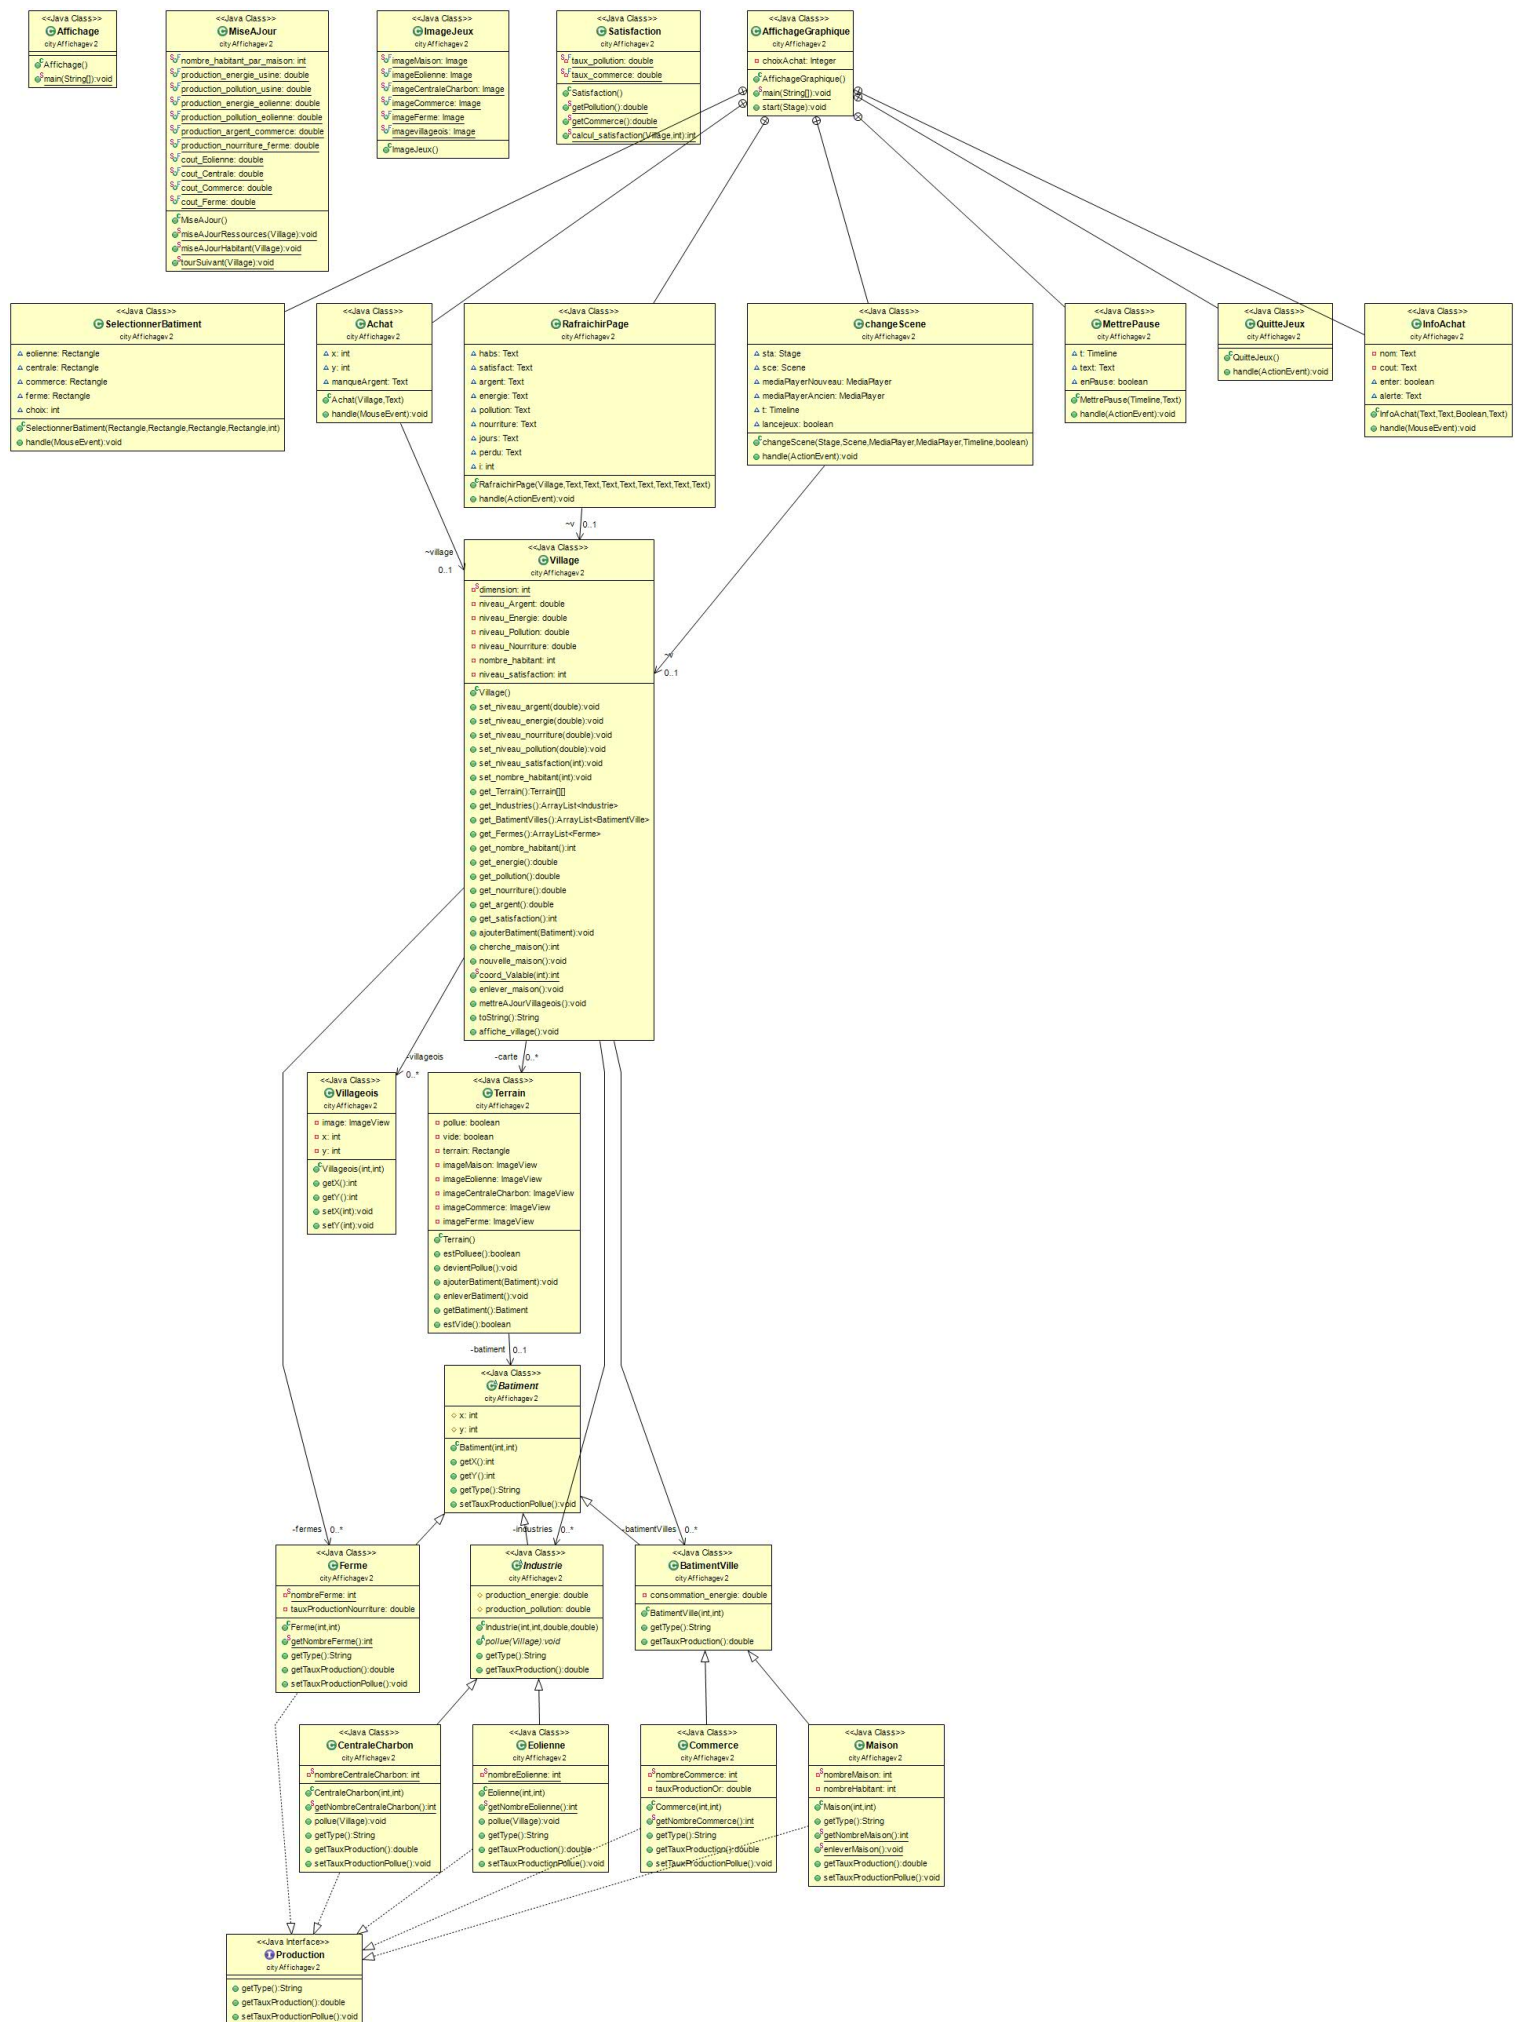 <<Java Class>>
Affichage
cityAffichagev2
Affichage()
main(String[]):void
<<Java Class>>
MiseAJour
cityAffichagev2
nombre_habitant_par_maison: int
production_energie_usine: double
production_pollution_usine: double
production_energie_eolienne: double
production_pollution_eolienne: double
production_argent_commerce: double
production_nourriture_ferme: double
cout_Eolienne: double
cout_Centrale: double
cout_Commerce: double
cout_Ferme: double
MiseAJour()
miseAJourRessources(Village):void
miseAJourHabitant(Village):void
tourSuivant(Village):void
<<Java Class>>
ImageJeux
cityAffichagev2
imageMaison: Image
imageEolienne: Image
imageCentraleCharbon: Image
imageCommerce: Image
imageFerme: Image
imagevillageois: Image
ImageJeux()
<<Java Class>>
Satisfaction
cityAffichagev2
taux_pollution: double
taux_commerce: double
Satisfaction()
getPollution():double
getCommerce():double
calcul_satisfaction(Village,int):int
<<Java Class>>
AffichageGraphique
cityAffichagev2
choixAchat: Integer
AffichageGraphique()
main(String[]):void
start(Stage):void
<<Java Class>>
SelectionnerBatiment
cityAffichagev2
eolienne: Rectangle
centrale: Rectangle
commerce: Rectangle
ferme: Rectangle
choix: int
SelectionnerBatiment(Rectangle,Rectangle,Rectangle,Rectangle,int)
handle(MouseEvent):void
<<Java Class>>
Achat
cityAffichagev2
x: int
y: int
manqueArgent: Text
Achat(Village,Text)
handle(MouseEvent):void
<<Java Class>>
RafraichirPage
cityAffichagev2
habs: Text
satisfact: Text
argent: Text
energie: Text
pollution: Text
nourriture: Text
jours: Text
perdu: Text
i: int
RafraichirPage(Village,Text,Text,Text,Text,Text,Text,Text,Text)
handle(ActionEvent):void
<<Java Class>>
changeScene
cityAffichagev2
sta: Stage
sce: Scene
mediaPlayerNouveau: MediaPlayer
mediaPlayerAncien: MediaPlayer
t: Timeline
lancejeux: boolean
changeScene(Stage,Scene,MediaPlayer,MediaPlayer,Timeline,boolean)
handle(ActionEvent):void
<<Java Class>>
MettrePause
cityAffichagev2
t: Timeline
text: Text
enPause: boolean
MettrePause(Timeline,Text)
handle(ActionEvent):void
<<Java Class>>
QuitteJeux
cityAffichagev2
QuitteJeux()
handle(ActionEvent):void
<<Java Class>>
InfoAchat
cityAffichagev2
nom: Text
cout: Text
enter: boolean
alerte: Text
InfoAchat(Text,Text,Boolean,Text)
handle(MouseEvent):void
~village
0..1
~v
0..1
~v
0..1
<<Java Class>>
Village
cityAffichagev2
dimension: int
niveau_Argent: double
niveau_Energie: double
niveau_Pollution: double
niveau_Nourriture: double
nombre_habitant: int
niveau_satisfaction: int
Village()
set_niveau_argent(double):void
set_niveau_energie(double):void
set_niveau_nourriture(double):void
set_niveau_pollution(double):void
set_niveau_satisfaction(int):void
set_nombre_habitant(int):void
get_Terrain():Terrain[][]
get_Industries():ArrayList<Industrie>
get_BatimentVilles():ArrayList<BatimentVille>
get_Fermes():ArrayList<Ferme>
get_nombre_habitant():int
get_energie():double
get_pollution():double
get_nourriture():double
get_argent():double
get_satisfaction():int
ajouterBatiment(Batiment):void
cherche_maison():int
nouvelle_maison():void
coord_Valable(int):int
enlever_maison():void
mettreAJourVillageois():void
toString():String
affiche_village():void
-villageois
0..*
-carte 0..*
<<Java Class>>
Villageois
cityAffichagev2
image: ImageView
x: int
y: int
Villageois(int,int)
getX():int
getY():int
setX(int):void
setY(int):void
<<Java Class>>
Terrain
cityAffichagev2
pollue: boolean
vide: boolean
terrain: Rectangle
imageMaison: ImageView
imageEolienne: ImageView
imageCentraleCharbon: ImageView
imageCommerce: ImageView
imageFerme: ImageView
Terrain()
estPolluee():boolean
devientPollue():void
ajouterBatiment(Batiment):void
enleverBatiment():void
getBatiment():Batiment
estVide():boolean
-batiment 0..1
<<Java Class>>
Batiment
cityAffichagev2
x: int
y: int
Batiment(int,int)
getX():int
getY():int
getType():String
setTauxProductionPollue():void
-fermes 0..*
-industries 0..*
-batimentVilles 0..*
<<Java Class>>
Ferme
cityAffichagev2
nombreFerme: int
tauxProductionNourriture: double
Ferme(int,int)
getNombreFerme():int
getType():String
getTauxProduction():double
setTauxProductionPollue():void
<<Java Class>>
Industrie
cityAffichagev2
production_energie: double
production_pollution: double
Industrie(int,int,double,double)
pollue(Village):void
getType():String
getTauxProduction():double
<<Java Class>>
BatimentVille
cityAffichagev2
consommation_energie: double
BatimentVille(int,int)
getType():String
getTauxProduction():double
<<Java Class>>
CentraleCharbon
cityAffichagev2
nombreCentraleCharbon: int
CentraleCharbon(int,int)
getNombreCentraleCharbon():int
pollue(Village):void
getType():String
getTauxProduction():double
setTauxProductionPollue():void
<<Java Class>>
Eolienne
cityAffichagev2
nombreEolienne: int
Eolienne(int,int)
getNombreEolienne():int
pollue(Village):void
getType():String
getTauxProduction():double
setTauxProductionPollue():void
<<Java Class>>
Commerce
cityAffichagev2
nombreCommerce: int
tauxProductionOr: double
Commerce(int,int)
getNombreCommerce():int
getType():String
getTauxProduction():double
setTauxProductionPollue():void
<<Java Class>>
Maison
cityAffichagev2
nombreMaison: int
nombreHabitant: int
Maison(int,int)
getType():String
getNombreMaison():int
enleverMaison():void
getTauxProduction():double
setTauxProductionPollue():void
<<Java Interface>>
Production
cityAffichagev2
getType():String
getTauxProduction():double
setTauxProductionPollue():void